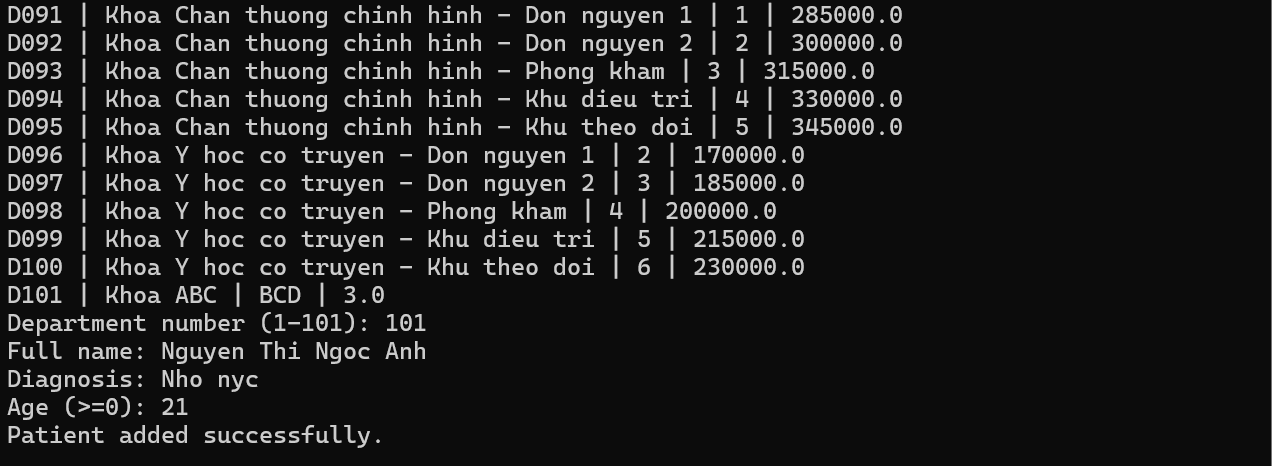 D091 | Khoa Chan thuong chinh hinh - Don nguyen 1 | 1 | 285000.0
D092 | Khoa Chan thuong chinh hinh - Don nguyen 2 | 2 | 300000.0
D093 | Khoa Chan thuong chinh hinh - Phong kham | 3 | 315000.0
D094 | Khoa Chan thuong chinh hinh - Khu dieu tri | 4 | 330000.0
D095 | Khoa Chan thuong chinh hinh - Khu theo doi | 5 | 345000.0
D096 | Khoa Y hoc co truyen - Don nguyen 1 | 2 | 170000.0
D097 | Khoa Y hoc co truyen - Don nguyen 2 | 3 | 185000.0
D098 | Khoa Y hoc co truyen - Phong kham | 4 | 200000.0
D099 | Khoa Y hoc co truyen - Khu dieu tri | 5 | 215000.0
D100 | Khoa Y hoc co truyen - Khu theo doi | 6 | 230000.0
D101 | Khoa ABC | BCD | 3.0
Department number (1-101): 101
Full name: Nguyen Thi Ngoc Anh
Diagnosis: Nho nyc
Age (>=0): 21
Patient added successfully.